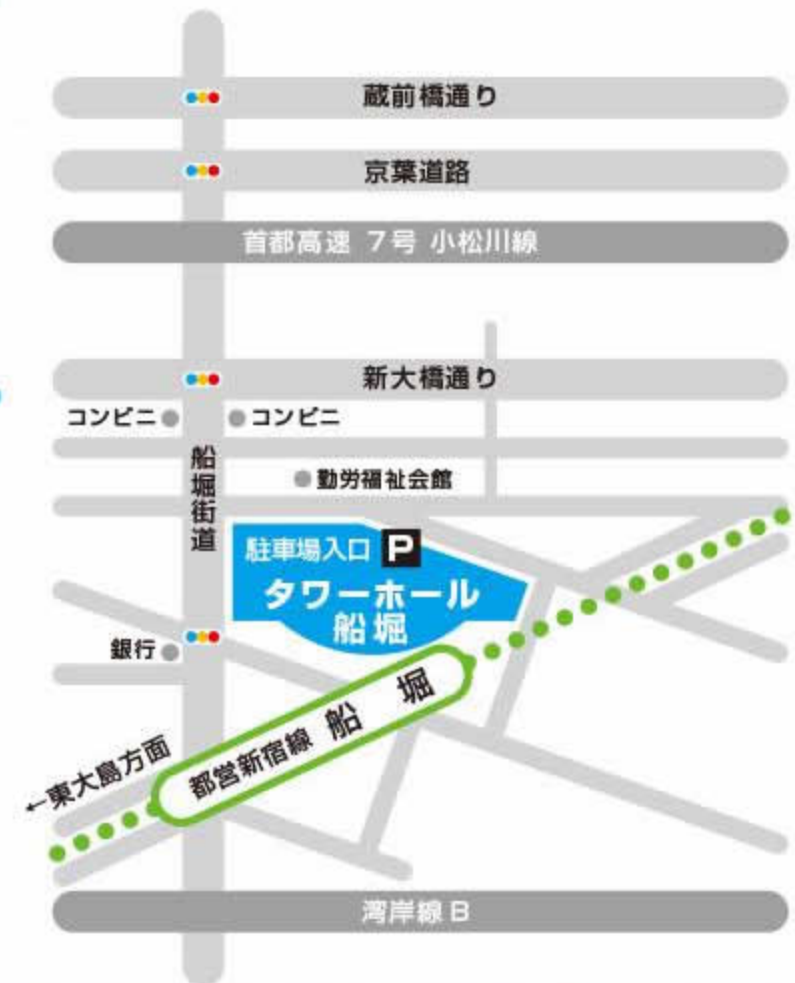 蔵前橋通り
京葉道路
首都高速 7号 小松川線
新大橋通り
コンビニ
コンビニ
船堀街道
勤労福祉会館
駐車場入口 P
タワーホール
船堀
銀行
都営新宿線 船堀
←東大島方面
湾岸線 B